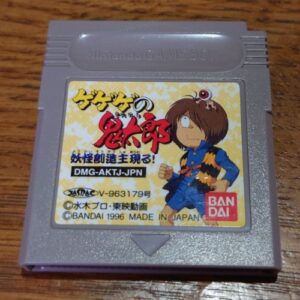 Nintendo GAME BOY
ゲゲゲの
鬼太郎
妖怪創造主現る!
DMG-AKTJ-JPN
JASRAC V-963179号
©水木プロ・東映動画
©BANDAI 1996 MADE IN JAPAN
BAN
DAI